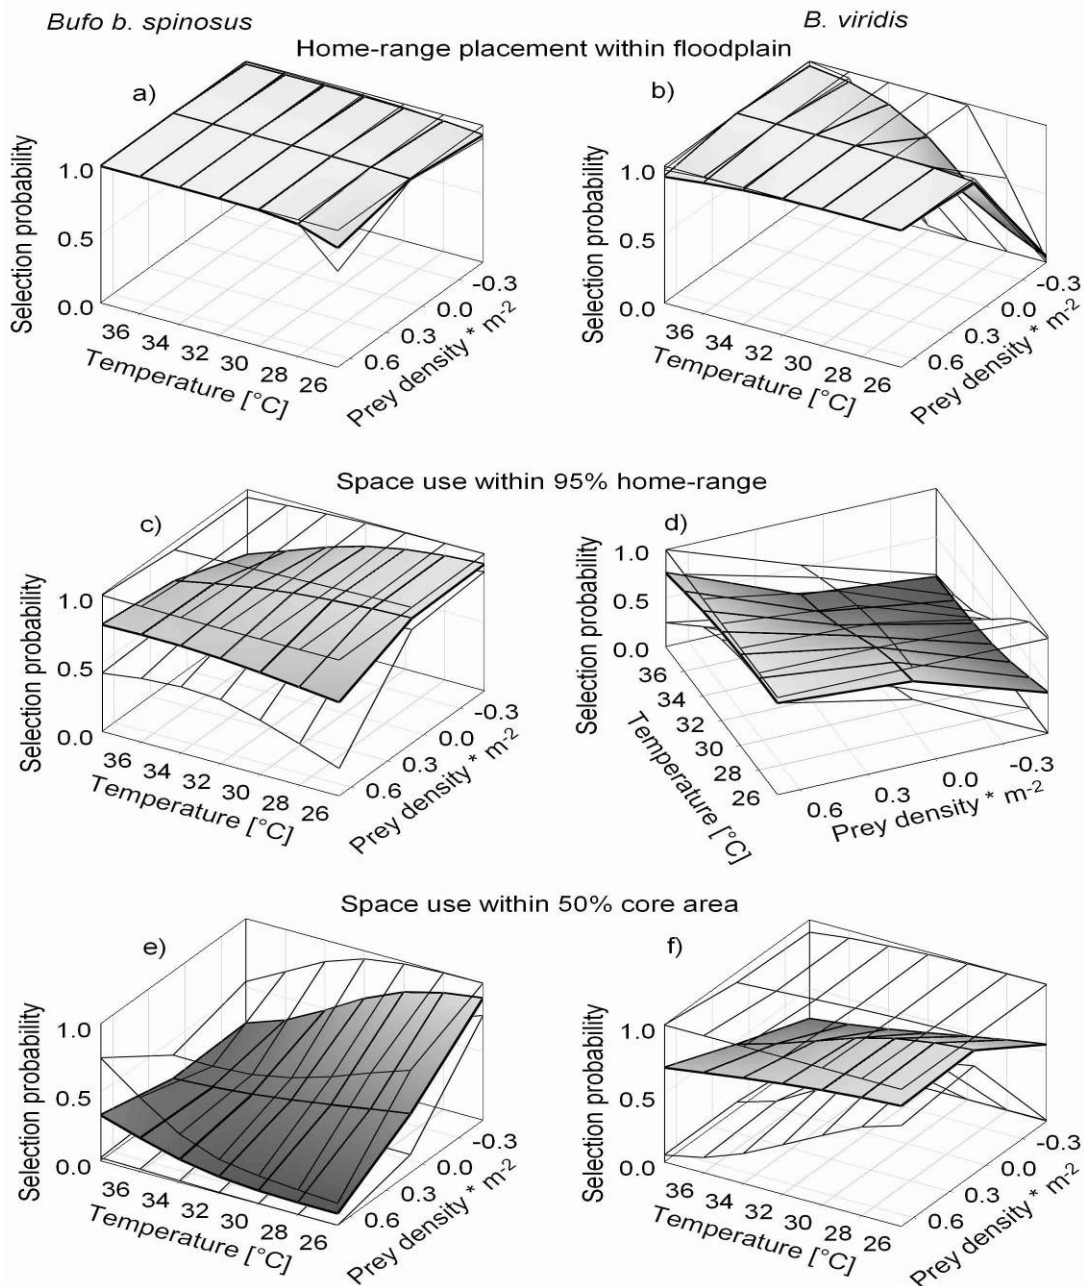 Bufo b. spinosus
B. viridis
Home-range placement within floodplain
a)
b)
Selection probability
1.0
0.5
0.0
36 34 32 30 28 26
Temperature [°C]
0.6 0.3 0.0 -0.3
Prey density * m-2
Selection probability
1.0
0.5
0.0
36 34 32 30 28 26
Temperature [°C]
0.6 0.3 0.0 -0.3
Prey density * m-2
Space use within 95% home-range
c)
d)
Selection probability
1.0
0.5
0.0
36 34 32 30 28 26
Temperature [°C]
0.6 0.3 0.0 -0.3
Prey density * m-2
Selection probability
1.0
0.5
0.0
36 34 32 30 28 26
Temperature [°C]
0.6 0.3 0.0 -0.3
Prey density * m-2
Space use within 50% core area
e)
f)
Selection probability
1.0
0.5
0.0
36 34 32 30 28 26
Temperature [°C]
0.6 0.3 0.0 -0.3
Prey density * m-2
Selection probability
1.0
0.5
0.0
36 34 32 30 28 26
Temperature [°C]
0.6 0.3 0.0 -0.3
Prey density * m-2